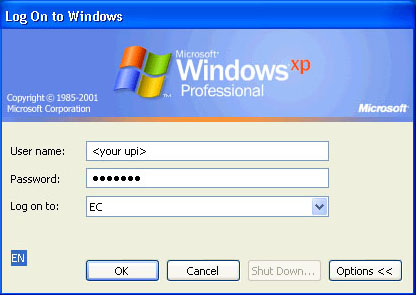 Log On to Windows
Microsoft®
Windows xp
Professional
Copyright © 1985-2001
Microsoft Corporation
Microsoft
User name: <your upi>
Password: •••••••
Log on to: EC
EN
OK Cancel Shut Down... Options <<